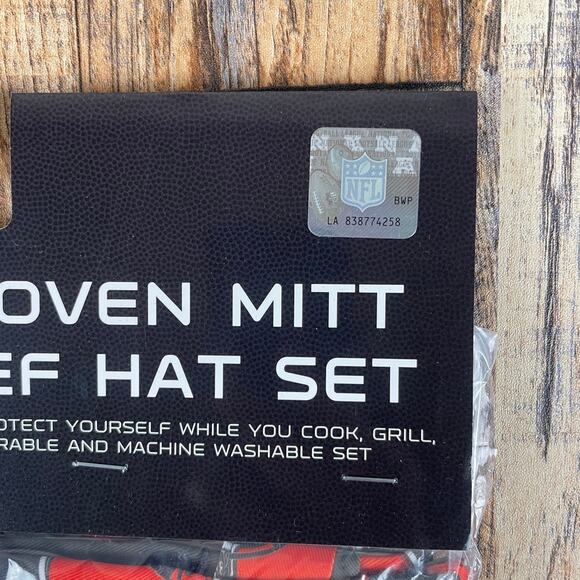 NFL
BWP
LA 838774258
OVEN MITT
EF HAT SET
OTECT YOURSELF WHILE YOU COOK, GRILL,
RABLE AND MACHINE WASHABLE SET